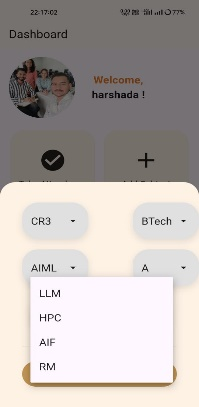 22:17:02
77%
Dashboard
Welcome,
harshada !
CR3
BTech
AIML
A
LLM
HPC
AIF
RM